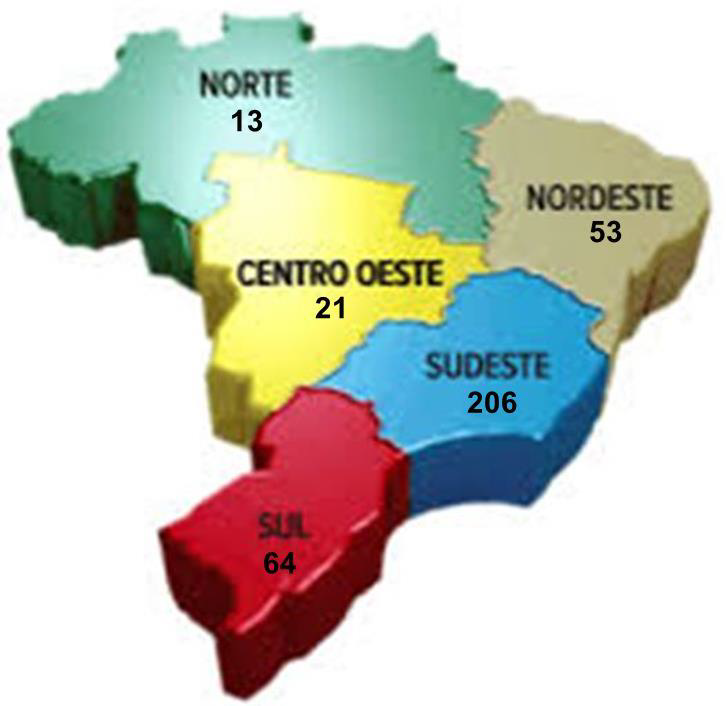 NORTE
13
NORDESTE
53
CENTRO OESTE
21
SUDESTE
206
SUL
64